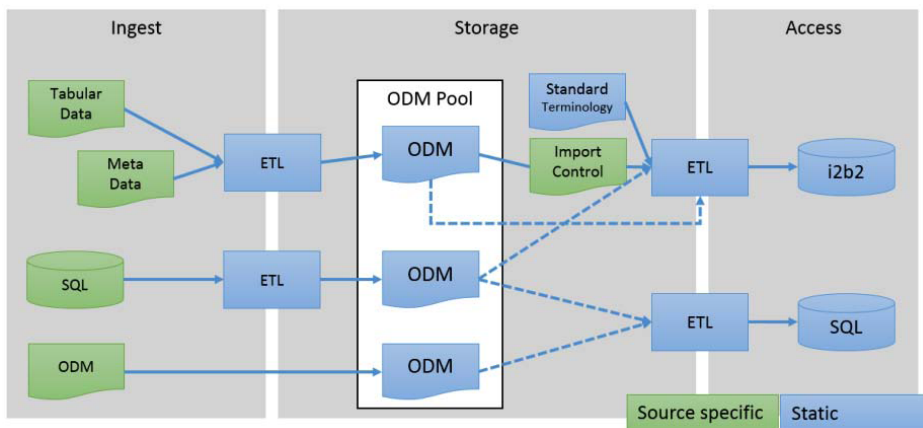 Ingest
Storage
Access
Tabular
Data
Meta
Data
ETL
ODM Pool
ODM
Standard
Terminology
Import
Control
ETL
i2b2
SQL
ETL
ODM
ETL
SQL
ODM
ODM
Source specific
Static